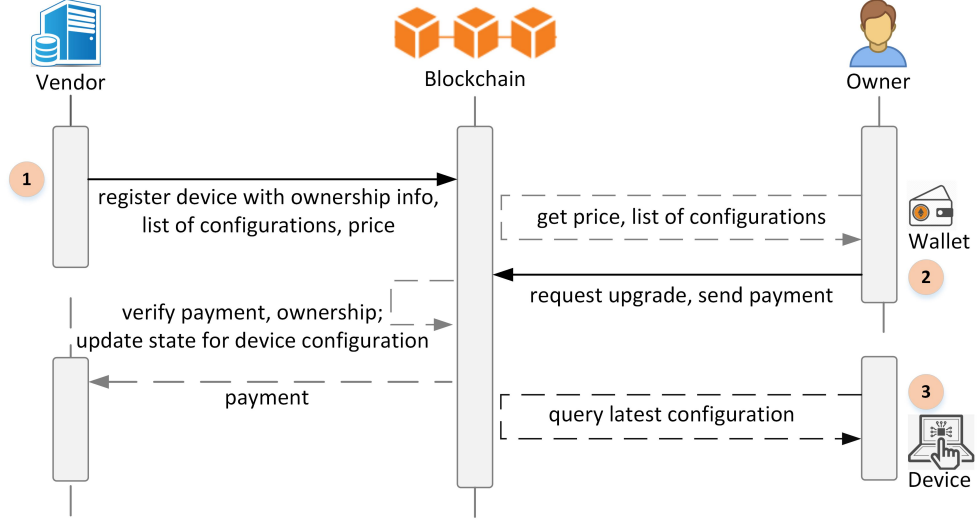 Vendor
Blockchain
Owner
1
register device with ownership info,
list of configurations, price
get price, list of configurations
Wallet
2
request upgrade, send payment
verify payment, ownership;
update state for device configuration
payment
3
query latest configuration
Device